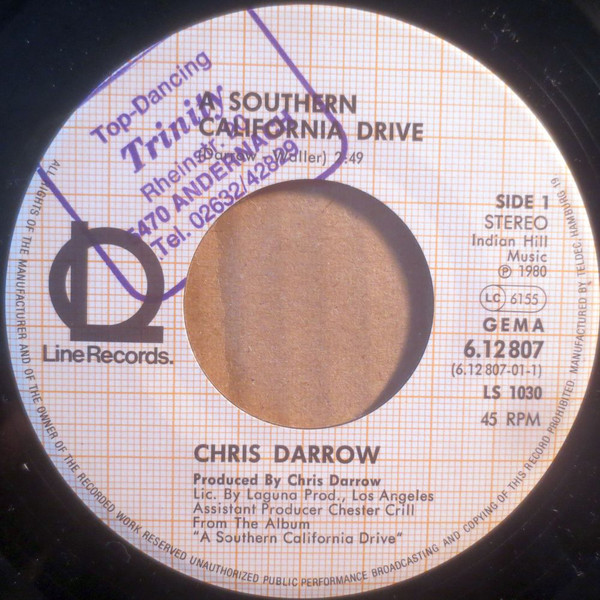 A SOUTHERN
CALIFORNIA DRIVE
(Darrow - Waller) 2:49
Top-Dancing
Trinity
Rheinstr.
5470 ANDERNACH
Tel. 02632/42829
SIDE 1
STEREO
Indian Hill
Music
℗ 1980
LC 6155
GEMA
6.12807
(6.12807-01-1)
LS 1030
45 RPM
Line Records.
CHRIS DARROW
Produced By Chris Darrow
Lic. By Laguna Prod., Los Angeles
Assistant Producer Chester Crill
From The Album
"A Southern California Drive"
ALL RIGHTS OF THE MANUFACTURER AND OF THE OWNER OF THE RECORDED WORK RESERVED UNAUTHORIZED PUBLIC PERFORMANCE BROADCASTING AND COPYING OF THIS RECORD PROHIBITED. MANUFACTURED BY TELDEC, HAMBURG 19